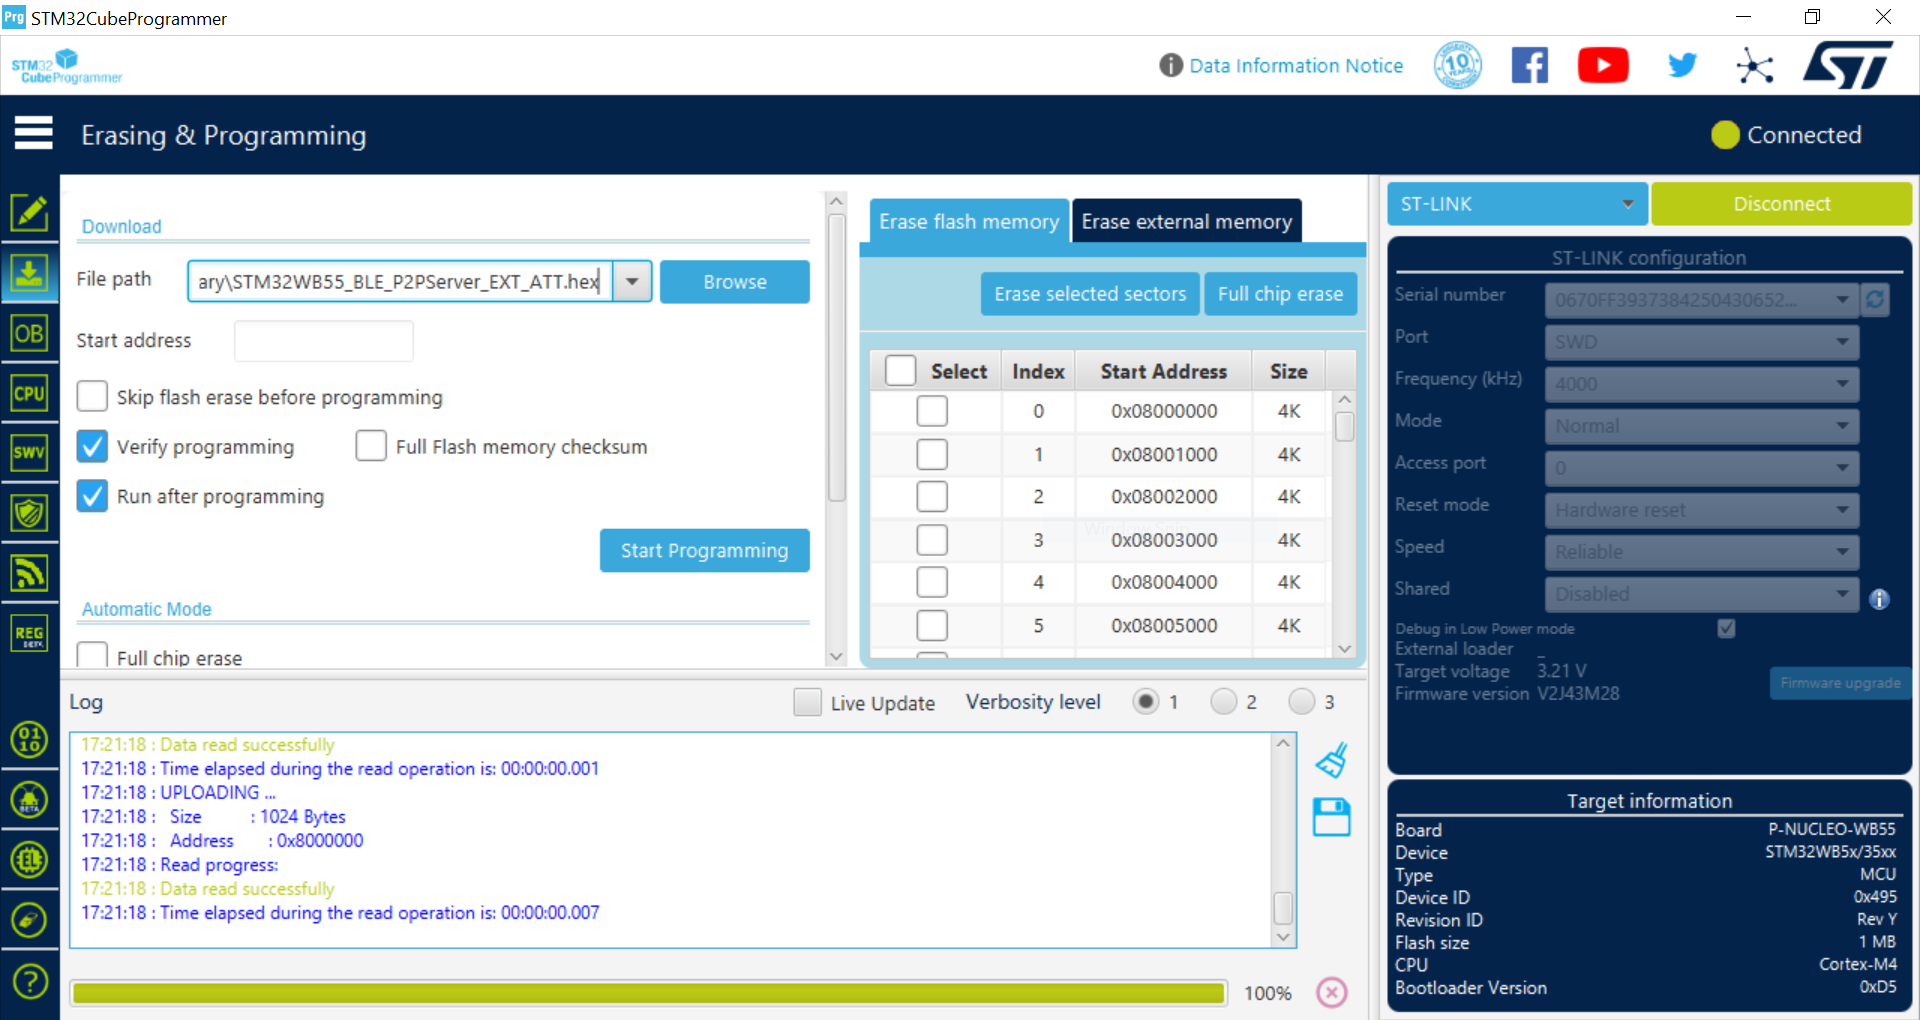 Prg STM32CubeProgrammer
STM32
CubeProgrammer
Data Information Notice
10
ST
Erasing & Programming
Connected
Download
File path
ary\STM32WB55_BLE_P2PServer_EXT_ATT.hex
Browse
Start address
Skip flash erase before programming
Verify programming
Full Flash memory checksum
Run after programming
Start Programming
Automatic Mode
Full chip erase
OB
CPU
SWV
REG
01
10
BETA
EL
?
Erase flash memory
Erase external memory
Erase selected sectors
Full chip erase
Select Index Start Address Size
0 0x08000000 4K
1 0x08001000 4K
2 0x08002000 4K
3 0x08003000 4K
4 0x08004000 4K
5 0x08005000 4K
Log
Live Update
Verbosity level 1 2 3
17:21:18 : Data read successfully
17:21:18 : Time elapsed during the read operation is: 00:00:00.001
17:21:18 : UPLOADING ...
17:21:18 : Size : 1024 Bytes
17:21:18 : Address : 0x8000000
17:21:18 : Read progress:
17:21:18 : Data read successfully
17:21:18 : Time elapsed during the read operation is: 00:00:00.007
100%
ST-LINK
Disconnect
ST-LINK configuration
Serial number 0670FF3937384250430652...
Port SWD
Frequency (kHz) 4000
Mode Normal
Access port 0
Reset mode Hardware reset
Speed Reliable
Shared Disabled
Debug in Low Power mode
External loader _
Target voltage 3.21 V
Firmware version V2J43M28
Firmware upgrade
Target information
Board P-NUCLEO-WB55
Device STM32WB5x/35xx
Type MCU
Device ID 0x495
Revision ID Rev Y
Flash size 1 MB
CPU Cortex-M4
Bootloader Version 0xD5